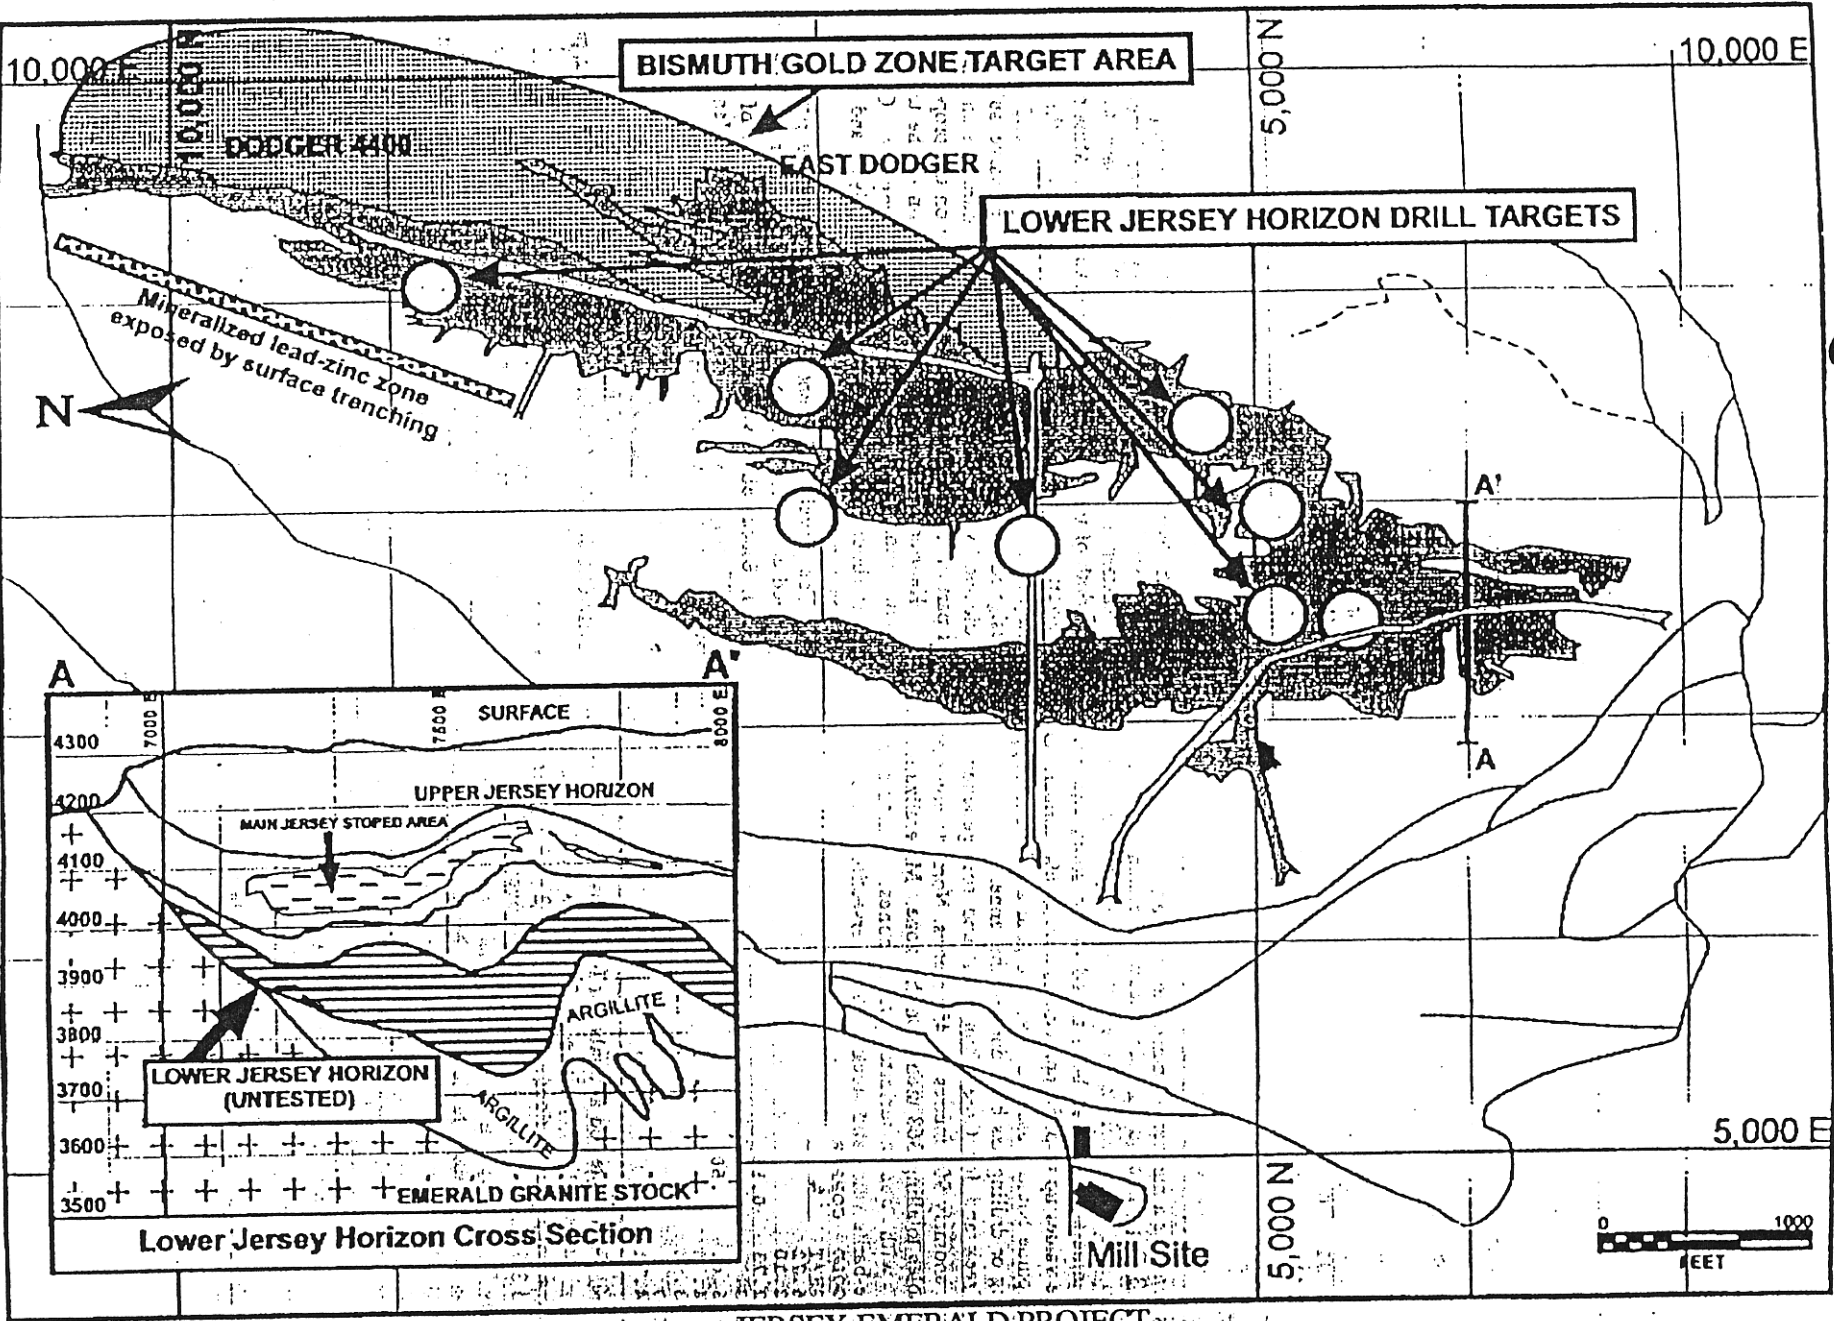 10,000 E
10,000 N
BISMUTH GOLD ZONE TARGET AREA
5,000 N
10,000 E
DODGER 4400
EAST DODGER
LOWER JERSEY HORIZON DRILL TARGETS
Mineralized lead-zinc zone
exposed by surface trenching
N
A'
A
A
A'
7000 E
7500 E
8000 E
SURFACE
4300
UPPER JERSEY HORIZON
4200
MAIN JERSEY STOPED AREA
4100
4000
3900
ARGILLITE
3800
LOWER JERSEY HORIZON
(UNTESTED)
3700
ARGILLITE
3600
EMERALD GRANITE STOCK
3500
Lower Jersey Horizon Cross Section
5,000 E
5,000 N
Mill Site
0 1000
FEET
JERSEY EMERALD PROJECT